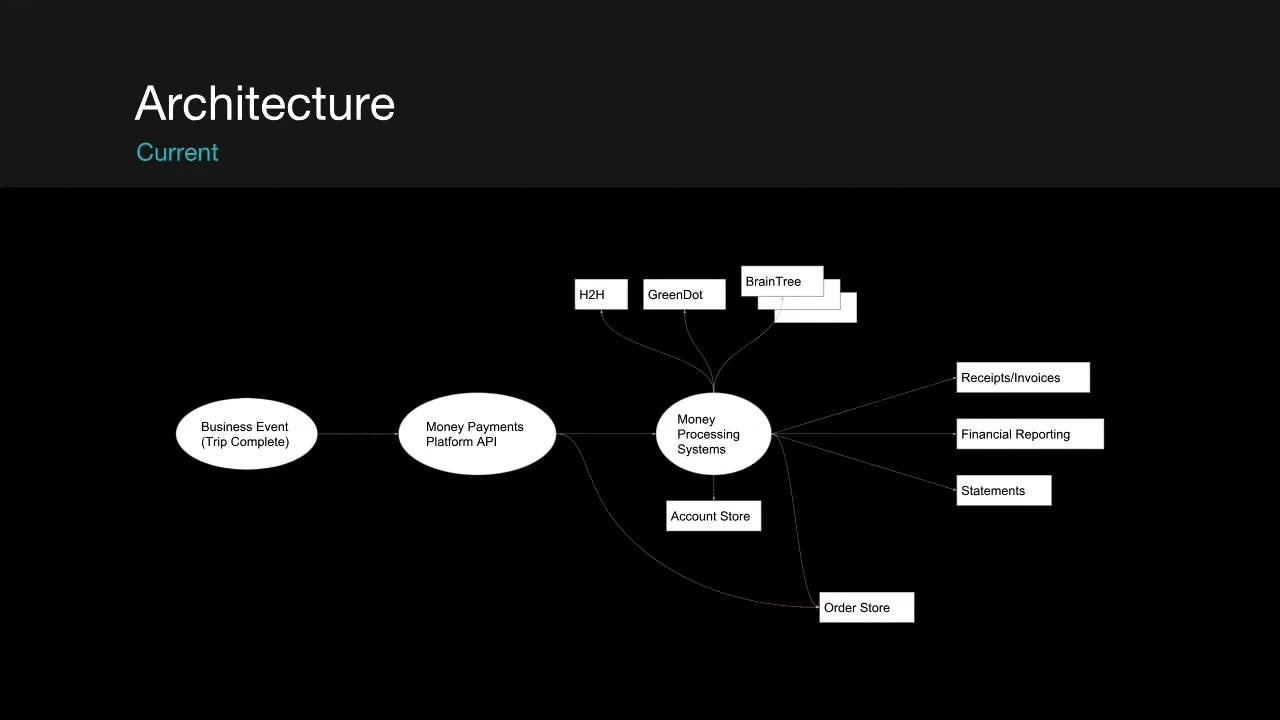 Architecture
Current
BrainTree
H2H
GreenDot
Receipts/Invoices
Business Event
(Trip Complete)
Money Payments
Platform API
Money
Processing
Systems
Financial Reporting
Statements
Account Store
Order Store